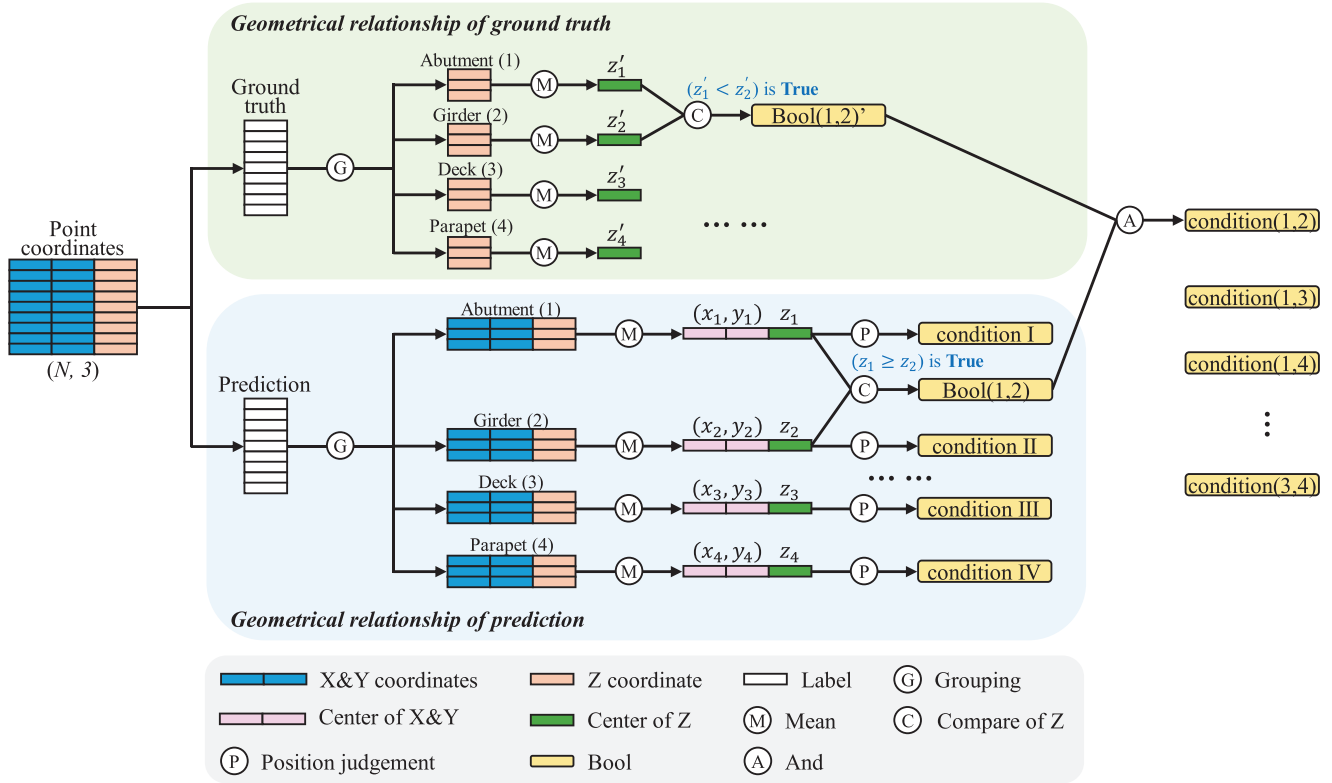 Geometrical relationship of ground truth
Ground
truth
G
Abutment (1)
M
z′₁
Girder (2)
M
z′₂
Deck (3)
M
z′₃
Parapet (4)
M
z′₄
(z′₁ < z′₂) is True
C
Bool(1,2)’
... ...
Point
coordinates
(N, 3)
A
condition(1,2)
condition(1,3)
condition(1,4)
...
condition(3,4)
Prediction
G
Abutment (1)
M
(x₁, y₁) z₁
P
condition I
(z₁ ≥ z₂) is True
C
Bool(1,2)
Girder (2)
M
(x₂, y₂) z₂
P
condition II
... ...
Deck (3)
M
(x₃, y₃) z₃
P
condition III
Parapet (4)
M
(x₄, y₄) z₄
P
condition IV
Geometrical relationship of prediction
X&Y coordinates
Z coordinate
Label
G Grouping
Center of X&Y
Center of Z
M Mean
C Compare of Z
P Position judgement
Bool
A And